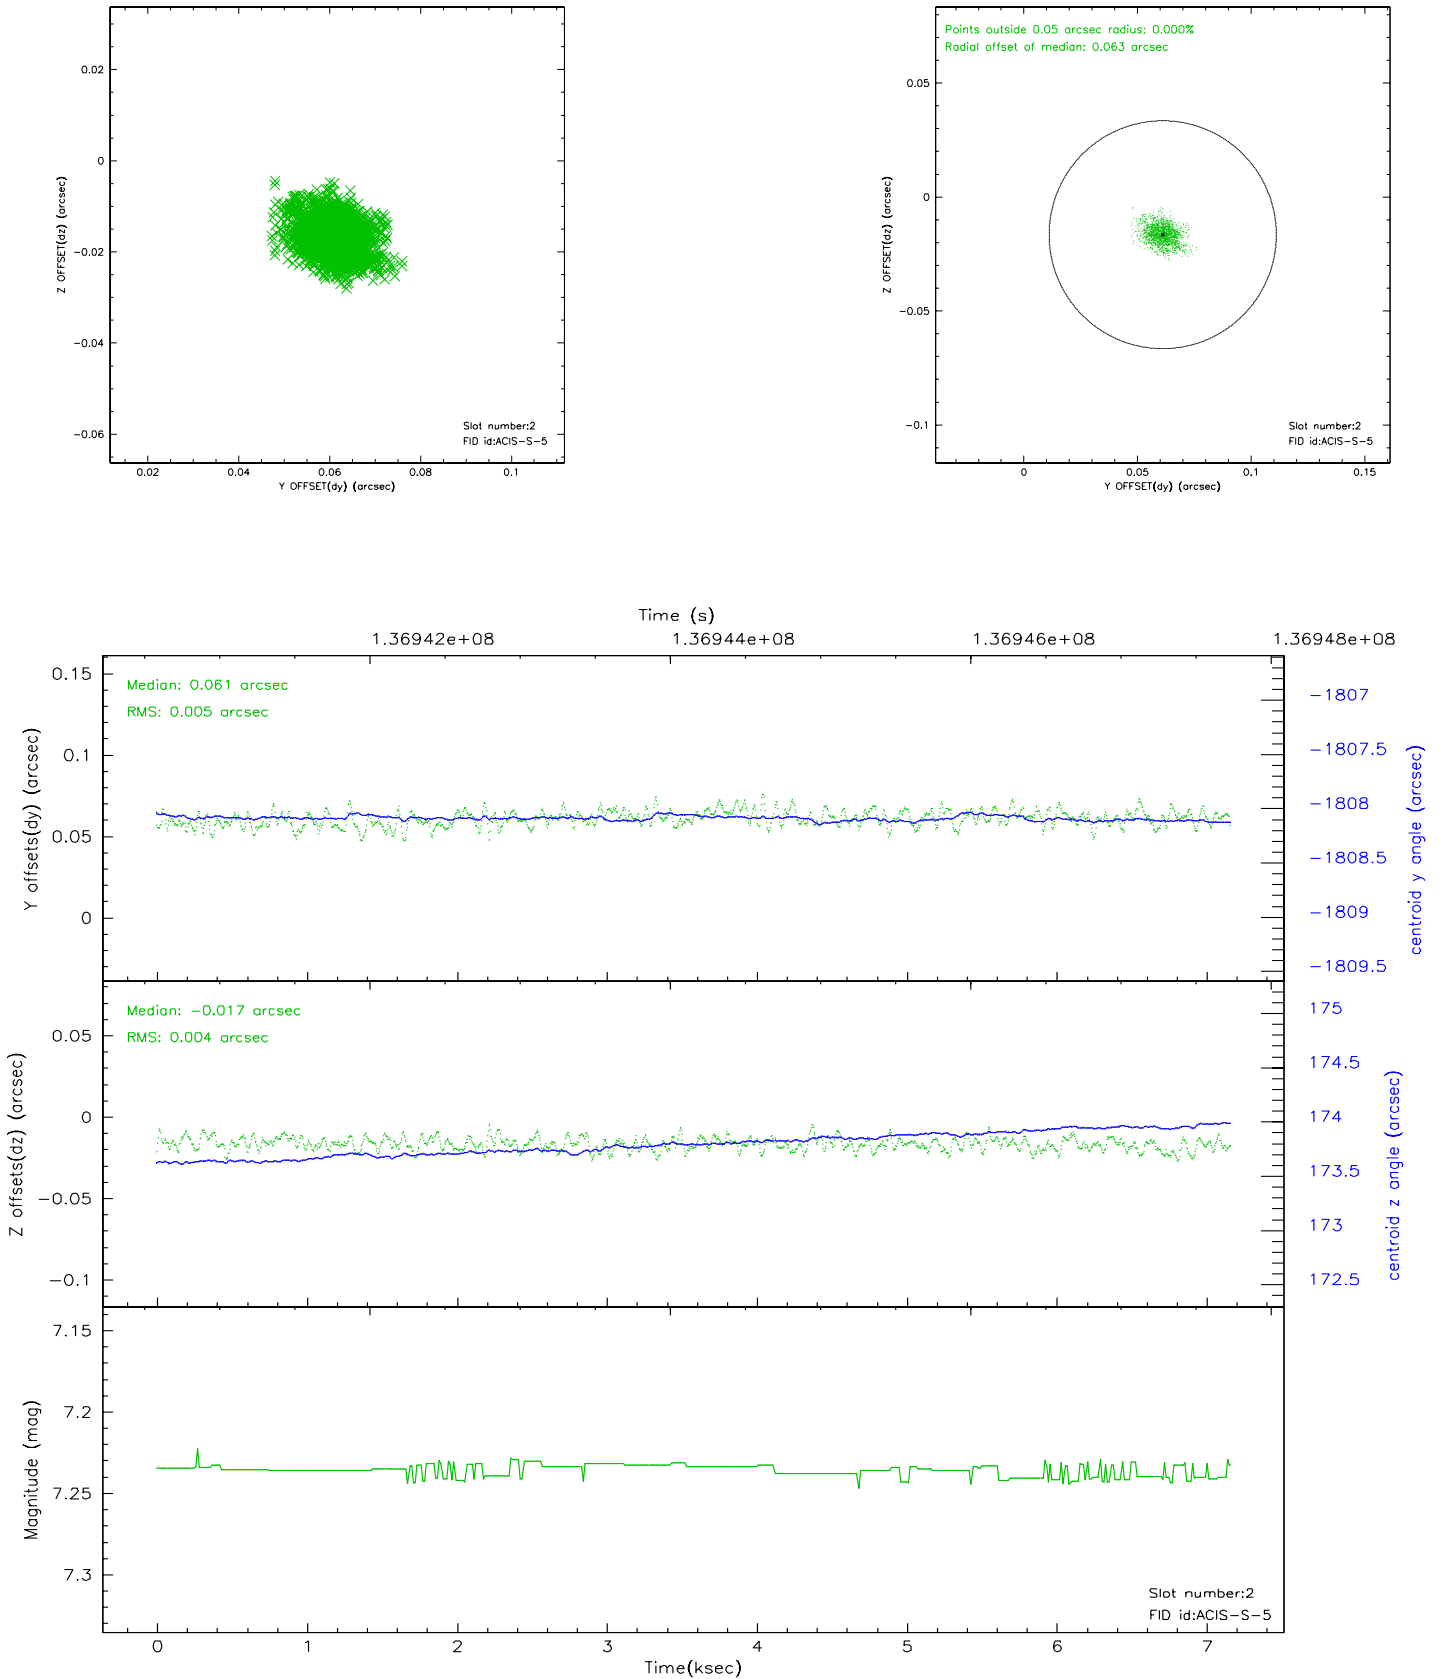 0.02
0
−0.02
−0.04
−0.06
Z OFFSET(dz) (arcsec)
0.02
0.04
0.06
0.08
0.1
Y OFFSET(dy) (arcsec)
Slot number:2
FID id:ACIS−S−5
Points outside 0.05 arcsec radius: 0.000%
Radial offset of median: 0.063 arcsec
0.05
0
−0.05
−0.1
Z OFFSET(dz) (arcsec)
0
0.05
0.1
0.15
Y OFFSET(dy) (arcsec)
Slot number:2
FID id:ACIS−S−5
Time (s)
1.36942e+08
1.36944e+08
1.36946e+08
1.36948e+08
Median: 0.061 arcsec
RMS: 0.005 arcsec
0.15
0.1
0.05
0
Y offsets(dy) (arcsec)
−1807
−1807.5
−1808
−1808.5
−1809
−1809.5
centroid y angle (arcsec)
Median: −0.017 arcsec
RMS: 0.004 arcsec
0.05
0
−0.05
−0.1
Z offsets(dz) (arcsec)
175
174.5
174
173.5
173
172.5
centroid z angle (arcsec)
7.15
7.2
7.25
7.3
Magnitude (mag)
Slot number:2
FID id:ACIS−S−5
0
1
2
3
4
5
6
7
Time(ksec)